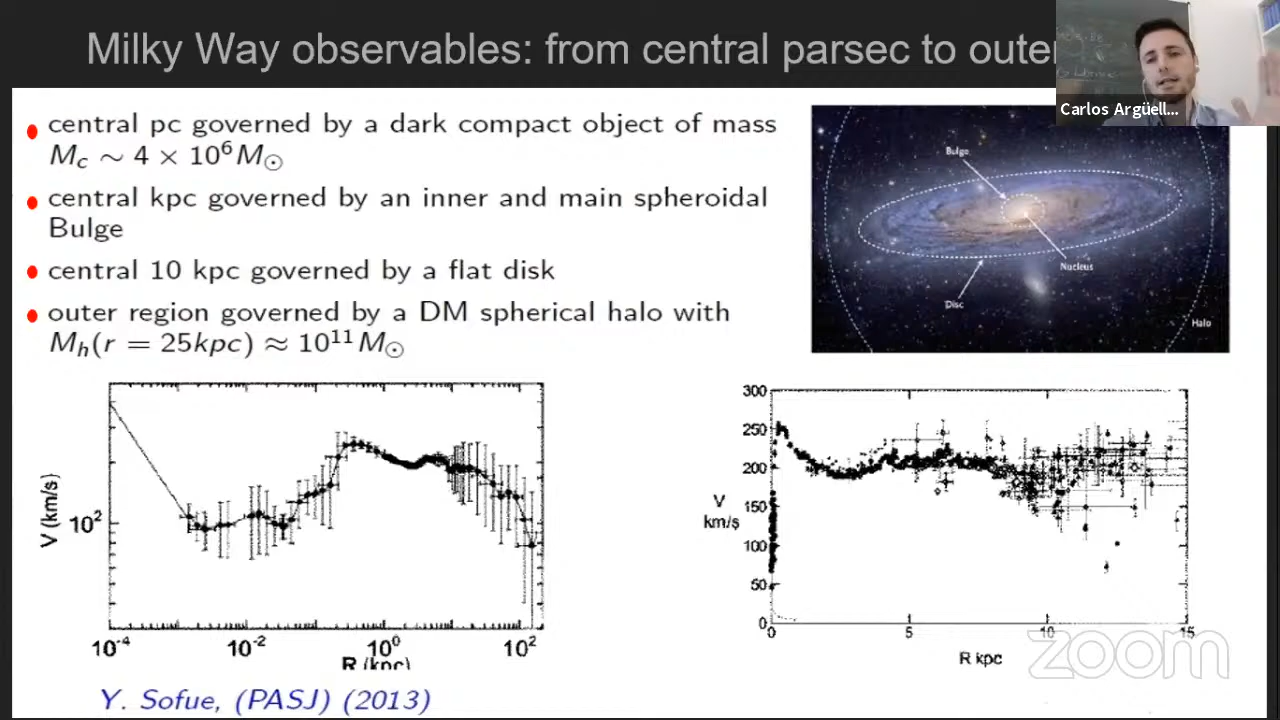 Milky Way observables: from central parsec to outer
Carlos Argüell...
central pc governed by a dark compact object of mass
M_c ∼ 4 × 10^6 M_⊙
central kpc governed by an inner and main spheroidal
Bulge
central 10 kpc governed by a flat disk
outer region governed by a DM spherical halo with
M_h(r = 25kpc) ≈ 10^11 M_⊙
Bulge
Nucleus
Disc
Halo
V (km/s)
10^2
10^-4
10^-2
10^0
10^2
R (kpc)
300
250
200
150
100
50
0
V
km/s
0
5
10
15
R kpc
zoom
Y. Sofue, (PASJ) (2013)